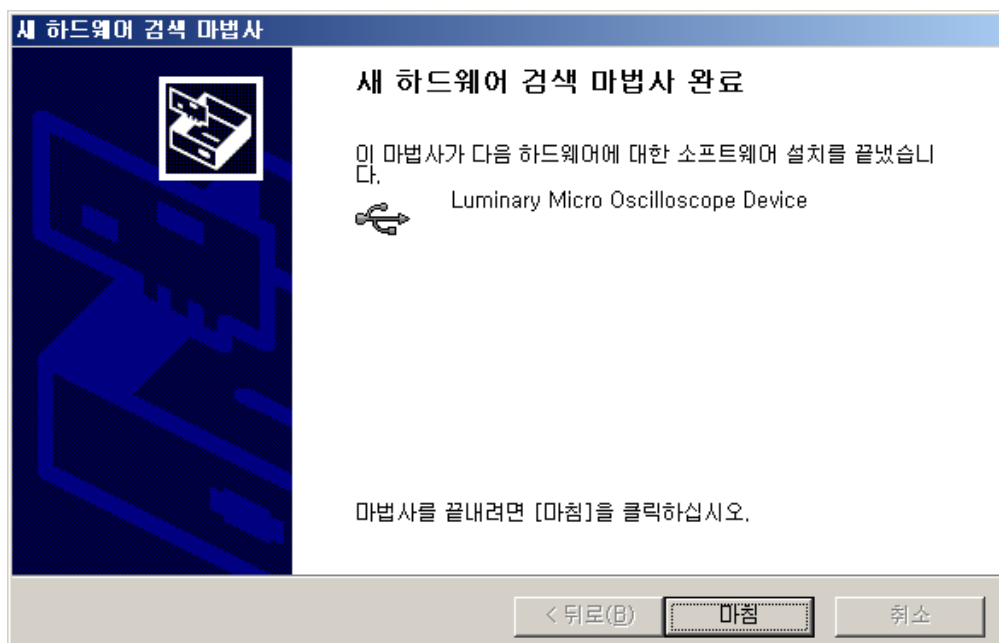 새 하드웨어 검색 마법사
새 하드웨어 검색 마법사 완료
이 마법사가 다음 하드웨어에 대한 소프트웨어 설치를 끝냈습니
다.
Luminary Micro Oscilloscope Device
마법사를 끝내려면 [마침]을 클릭하십시오.
< 뒤로(B) 마침 취소